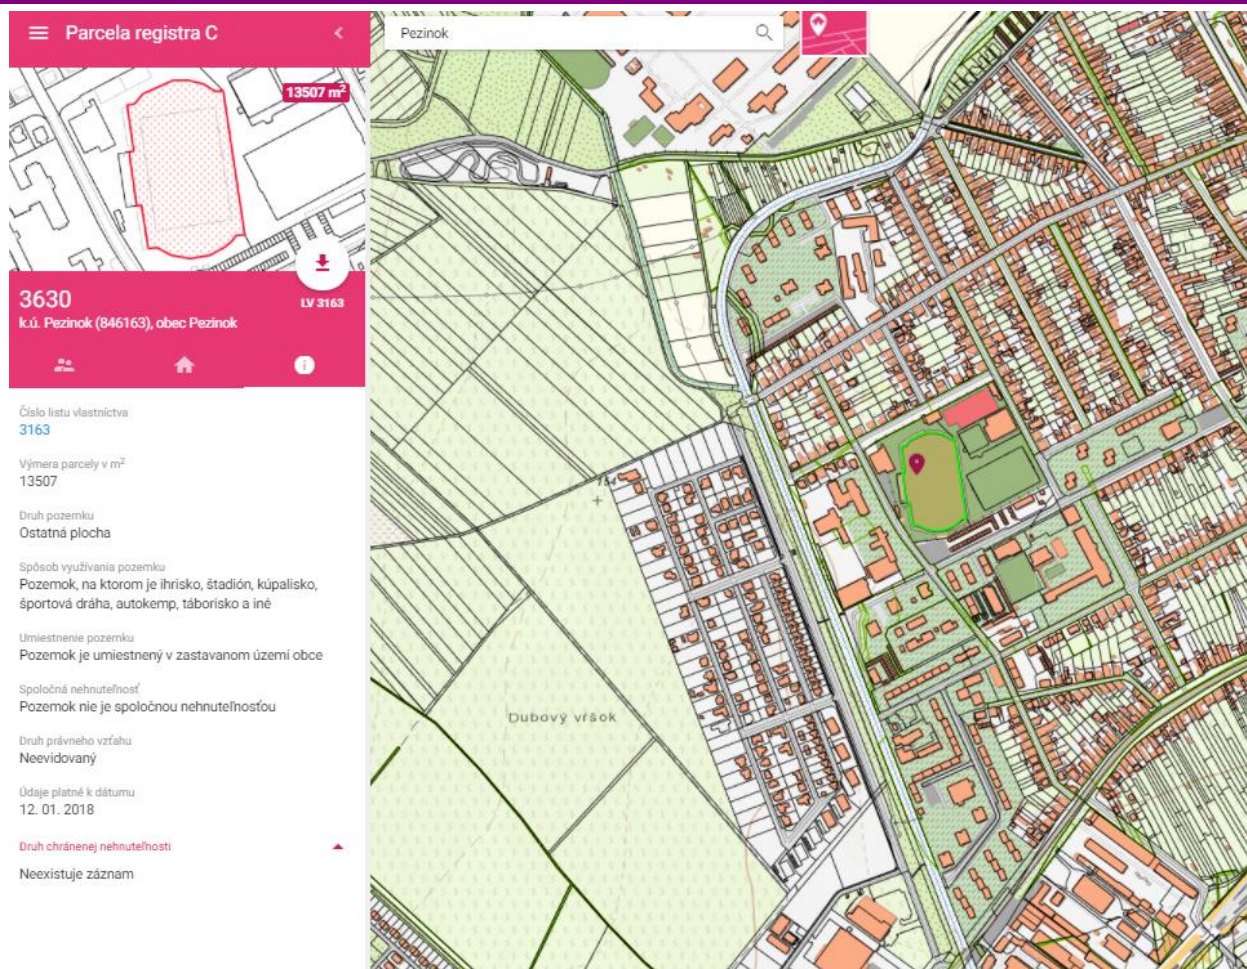 Parcela registra C
13507 m²
3630
LV 3163
k.ú. Pezinok (846163), obec Pezinok
Číslo listu vlastníctva
3163
Výmera parcely v m²
13507
Druh pozemku
Ostatná plocha
Spôsob využívania pozemku
Pozemok, na ktorom je ihrisko, štadión, kúpalisko,
športová dráha, autokemp, táborisko a iné
Umiestnenie pozemku
Pozemok je umiestnený v zastavanom území obce
Spoločná nehnuteľnosť
Pozemok nie je spoločnou nehnuteľnosťou
Druh právneho vzťahu
Neevidovaný
Údaje platné k dátumu
12. 01. 2018
Druh chránenej nehnuteľnosti
Neexistuje záznam
Pezinok
154
Dubový vŕšok